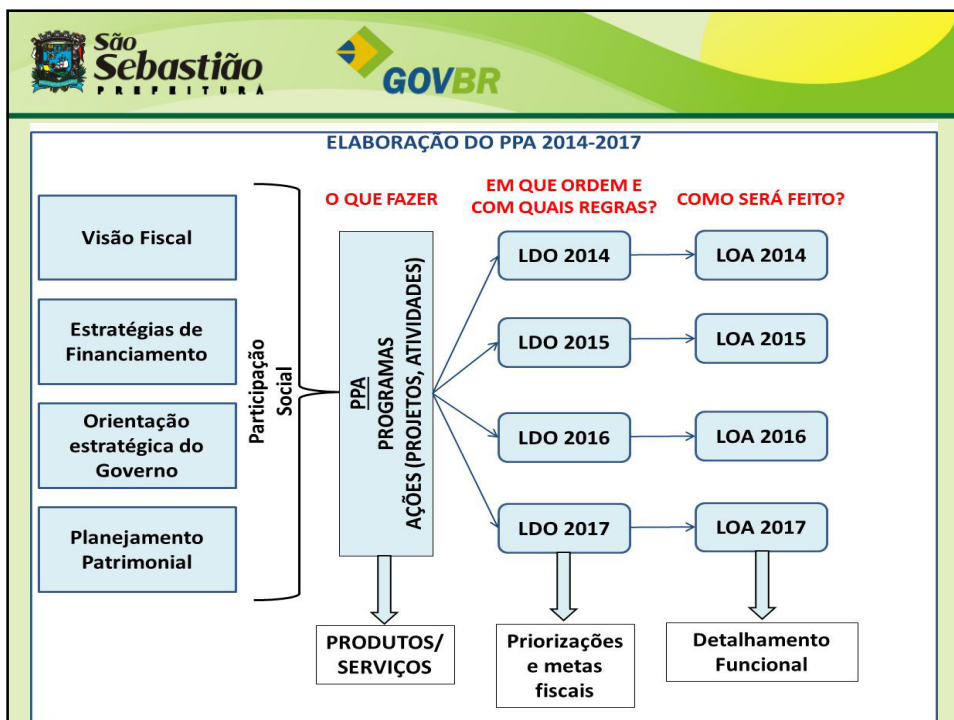 São
Sebastião
PREFEITURA
GOVBR
ELABORAÇÃO DO PPA 2014-2017
Visão Fiscal
Estratégias de
Financiamento
Orientação
estratégica do
Governo
Planejamento
Patrimonial
Participação
Social
O QUE FAZER
PPA
PROGRAMAS
AÇÕES (PROJETOS, ATIVIDADES)
PRODUTOS/
SERVIÇOS
EM QUE ORDEM E
COM QUAIS REGRAS?
LDO 2014
LDO 2015
LDO 2016
LDO 2017
Priorizações
e metas
fiscais
COMO SERÁ FEITO?
LOA 2014
LOA 2015
LOA 2016
LOA 2017
Detalhamento
Funcional